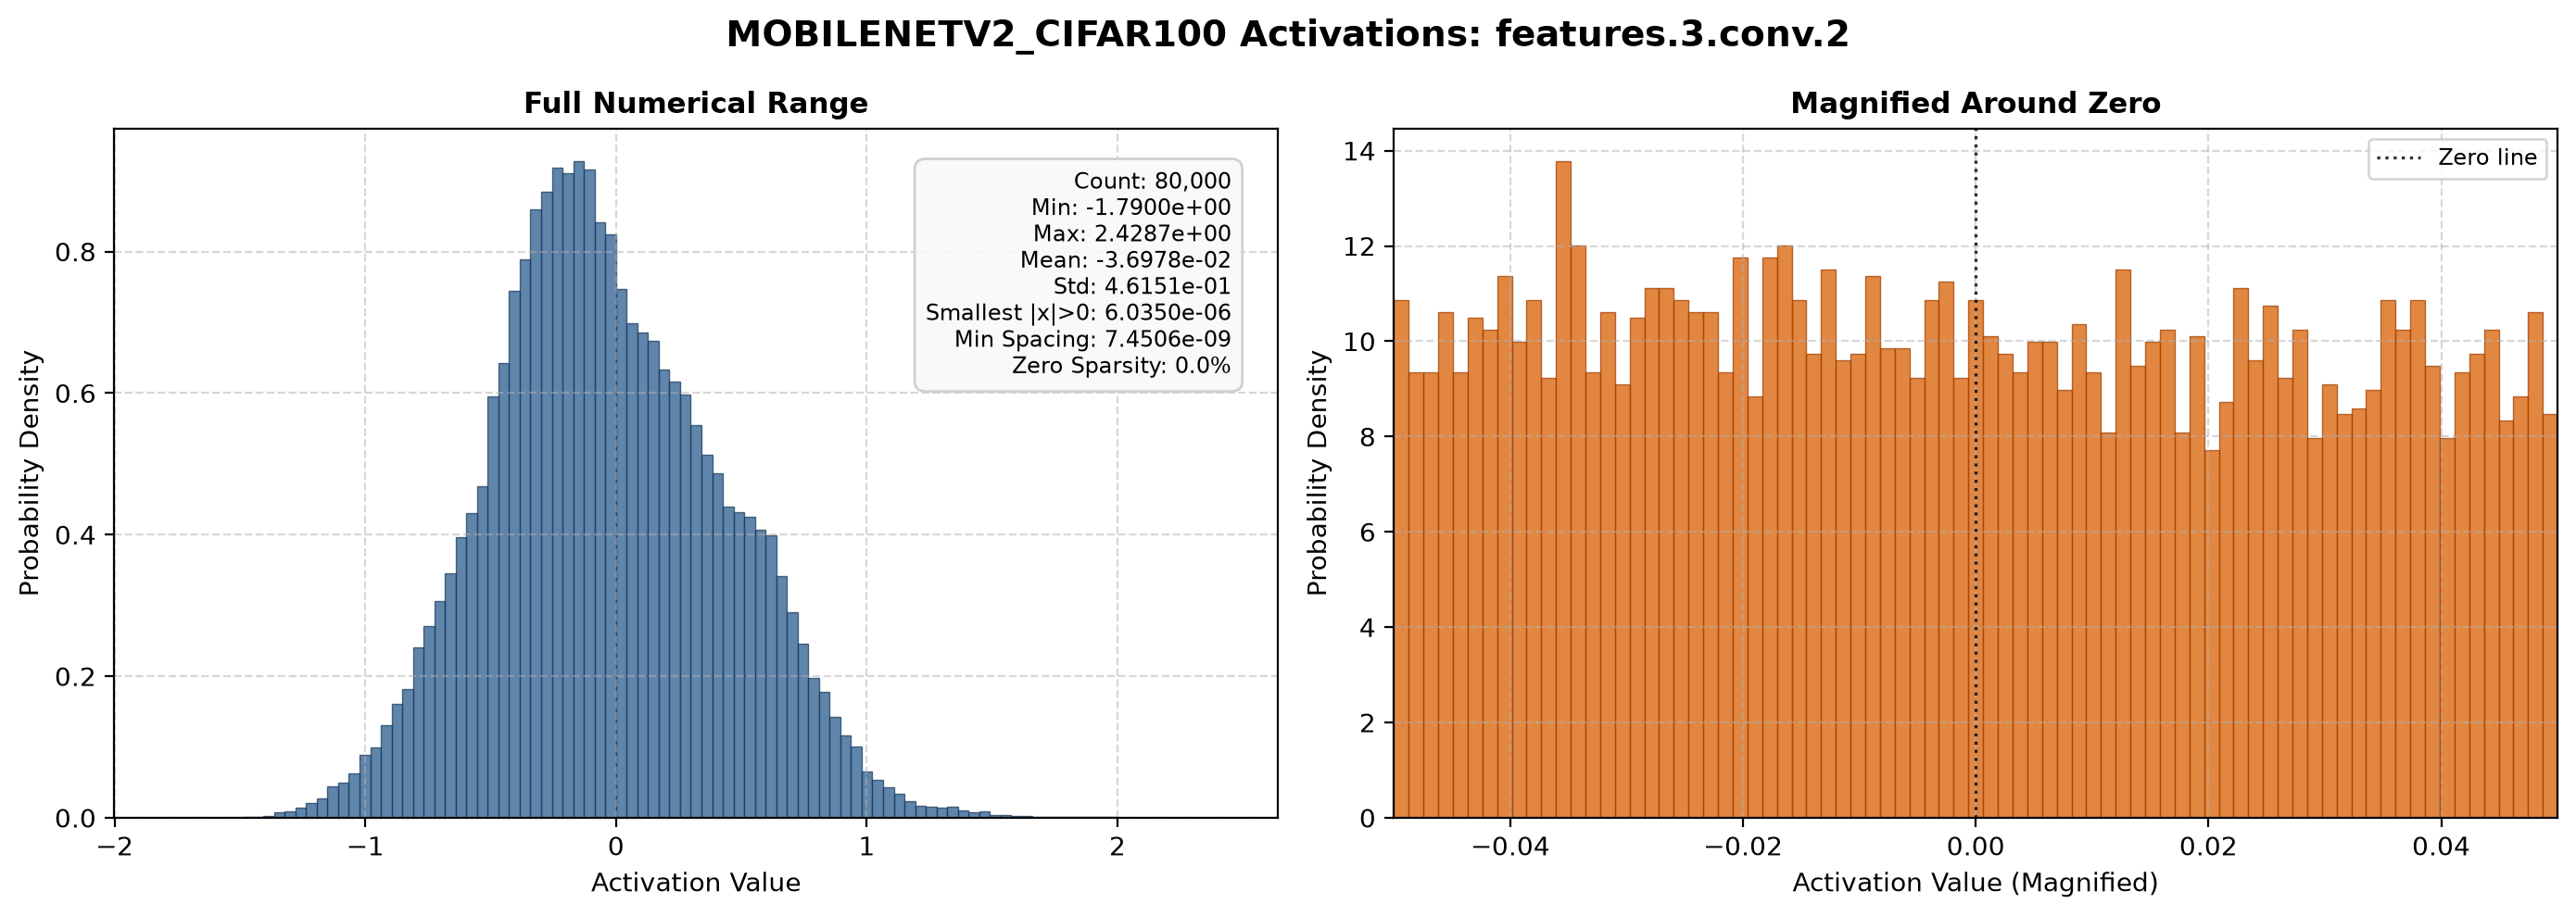 MOBILENETV2_CIFAR100 Activations: features.3.conv.2
Full Numerical Range
Probability Density
0.8
0.6
0.4
0.2
0.0
Count: 80,000
Min: -1.7900e+00
Max: 2.4287e+00
Mean: -3.6978e-02
Std: 4.6151e-01
Smallest |x|>0: 6.0350e-06
Min Spacing: 7.4506e-09
Zero Sparsity: 0.0%
−2 −1 0 1 2
Activation Value
Magnified Around Zero
Probability Density
14
12
10
8
6
4
2
0
Zero line
−0.04 −0.02 0.00 0.02 0.04
Activation Value (Magnified)